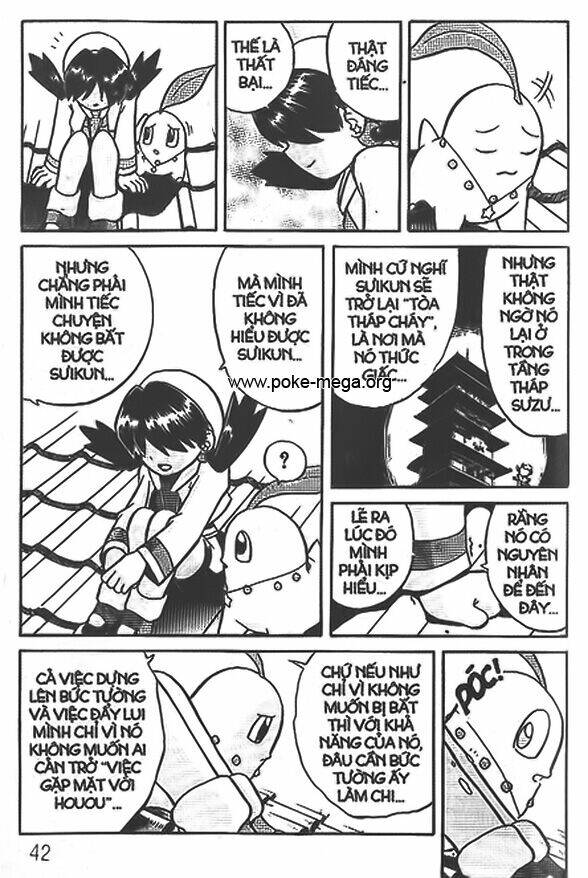 THẾ LÀ
THẤT
BẠI...
THẬT
ĐÁNG
TIẾC...
NHƯNG
CHẲNG PHẢI
MÌNH TIẾC
CHUYỆN
KHÔNG BẮT
ĐƯỢC
SƯIKUN...
MÀ MÌNH
TIẾC VÌ ĐÃ
KHÔNG
HIỂU ĐƯỢC
SƯIKUN...
MÌNH CỨ NGHĨ
SƯIKUN SẼ
TRỞ LẠI "TÒA
THÁP CHÁY",
LÀ NƠI MÀ
NÓ THỨC
GIẤC...
NHƯNG
THẬT
KHÔNG
NGỜ NÓ
LẠI Ở
TRONG
TẦNG
THÁP
SƯZƯ...
www.poke-mega.org
?
LẼ RA
LÚC ĐÓ
MÌNH
PHẢI KỊP
HIỂU...
RẰNG
NÓ CÓ
NGUYÊN
NHÂN
ĐỂ ĐẾN
ĐÂY...
CẢ VIỆC DỰNG
LÊN BỨC TƯỜNG
VÀ VIỆC ĐẨY LUI
MÌNH CHỈ VÌ NÓ
KHÔNG MUỐN AI
CẢN TRỞ "VIỆC
GẶP MẶT VỚI
HOUOU"...
CHỨ NẾU NHƯ
CHỈ VÌ KHÔNG
MUỐN BỊ BẮT
THÌ VỚI KHẢ
NĂNG CỦA NÓ,
ĐÂU CẦN BỨC
TƯỜNG ẤY
LÀM CHI...
PÓC!
42